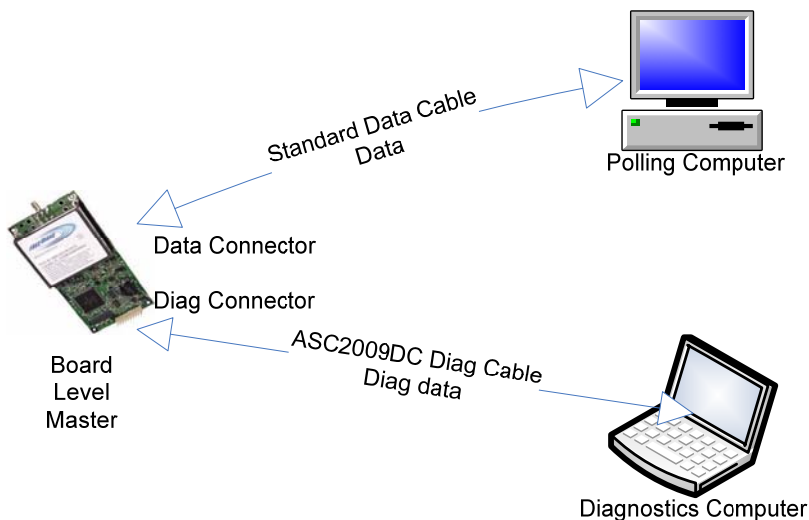 Standard Data Cable
Data
Polling Computer
Data Connector
Diag Connector
Board
Level
Master
ASC2009DC Diag Cable
Diag data
Diagnostics Computer